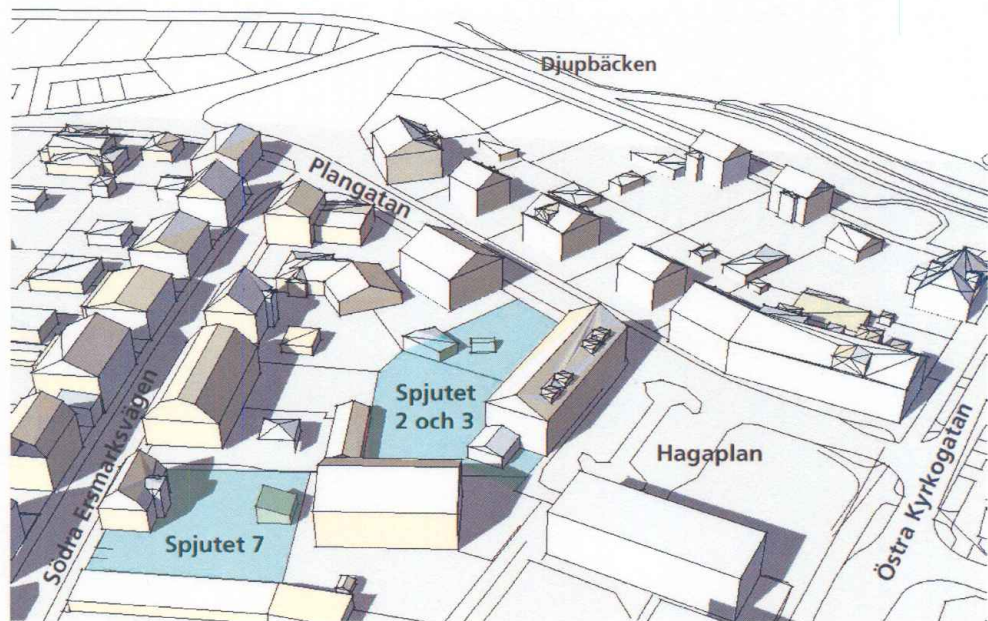 Djupbäcken
Plangatan
Spjutet
2 och 3
Hagaplan
Södra Ersmarksvägen
Spjutet 7
Östra Kyrkogatan